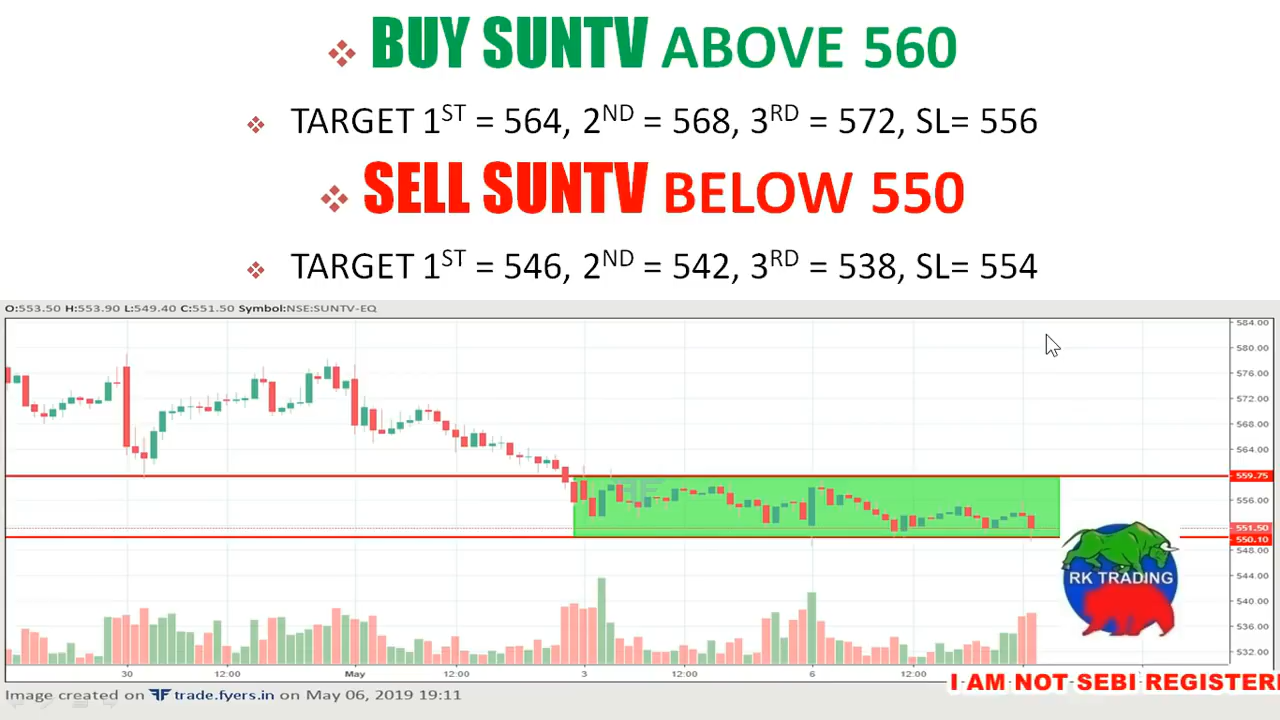 BUY SUNTV ABOVE 560
TARGET 1ST = 564, 2ND = 568, 3RD = 572, SL= 556
SELL SUNTV BELOW 550
TARGET 1ST = 546, 2ND = 542, 3RD = 538, SL= 554
O:553.50 H:553.90 L:549.40 C:551.50 Symbol:NSE:SUNTV-EQ
584.00
580.00
576.00
572.00
568.00
564.00
559.75
556.00
551.50
550.10
548.00
544.00
540.00
536.00
532.00
RK TRADING
30 12:00 May 12:00 3 12:00 6 12:00
Image created on trade.fyers.in on May 06, 2019 19:11
I AM NOT SEBI REGISTER